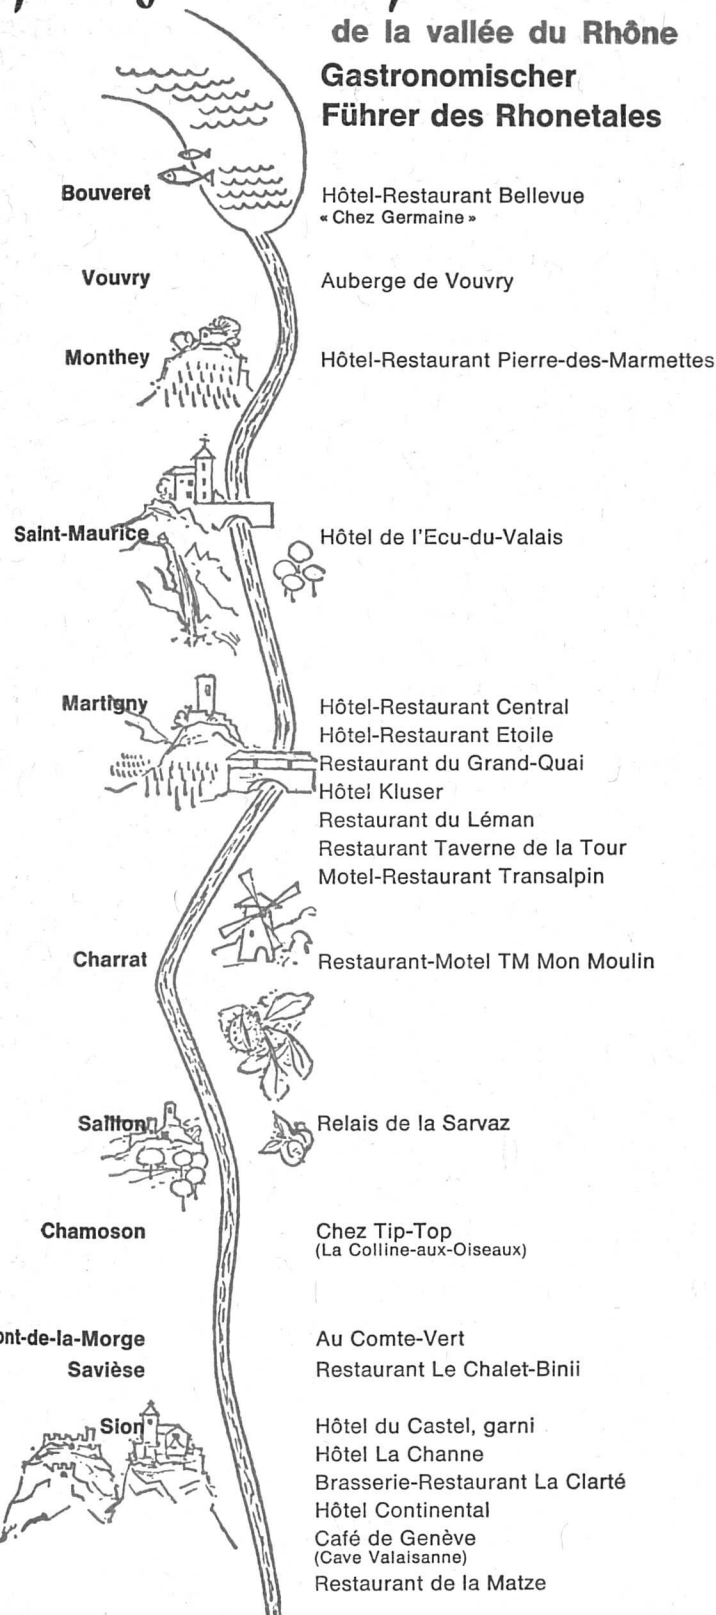 de la vallée du Rhône
Gastronomischer
Führer des Rhonetales
Bouveret
Hôtel-Restaurant Bellevue
« Chez Germaine »
Vouvry
Auberge de Vouvry
Monthey
Hôtel-Restaurant Pierre-des-Marmettes
Saint-Maurice
Hôtel de l'Ecu-du-Valais
Martigny
Hôtel-Restaurant Central
Hôtel-Restaurant Etoile
Restaurant du Grand-Quai
Hôtel Kluser
Restaurant du Léman
Restaurant Taverne de la Tour
Motel-Restaurant Transalpin
Charrat
Restaurant-Motel TM Mon Moulin
Saillon
Relais de la Sarvaz
Chamoson
Chez Tip-Top
(La Colline-aux-Oiseaux)
ont-de-la-Morge
Au Comte-Vert
Savièse
Restaurant Le Chalet-Binii
Sion
Hôtel du Castel, garni
Hôtel La Channe
Brasserie-Restaurant La Clarté
Hôtel Continental
Café de Genève
(Cave Valaisanne)
Restaurant de la Matze